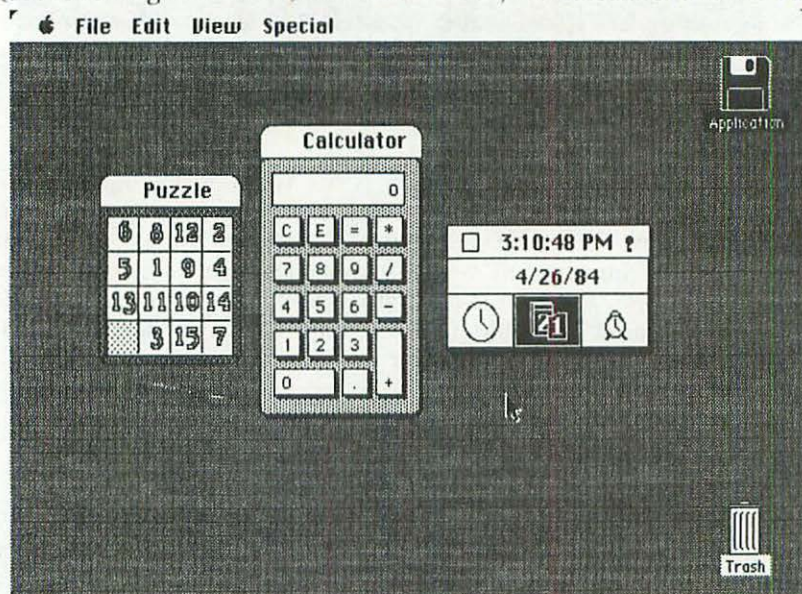 File Edit View Special
Application
Calculator
0
C E = *
7 8 9 /
4 5 6 -
1 2 3
0 . +
Puzzle
6 8 12 2
5 1 9 4
13 11 10 14
3 15 7
3:10:48 PM
4/26/84
21
Trash